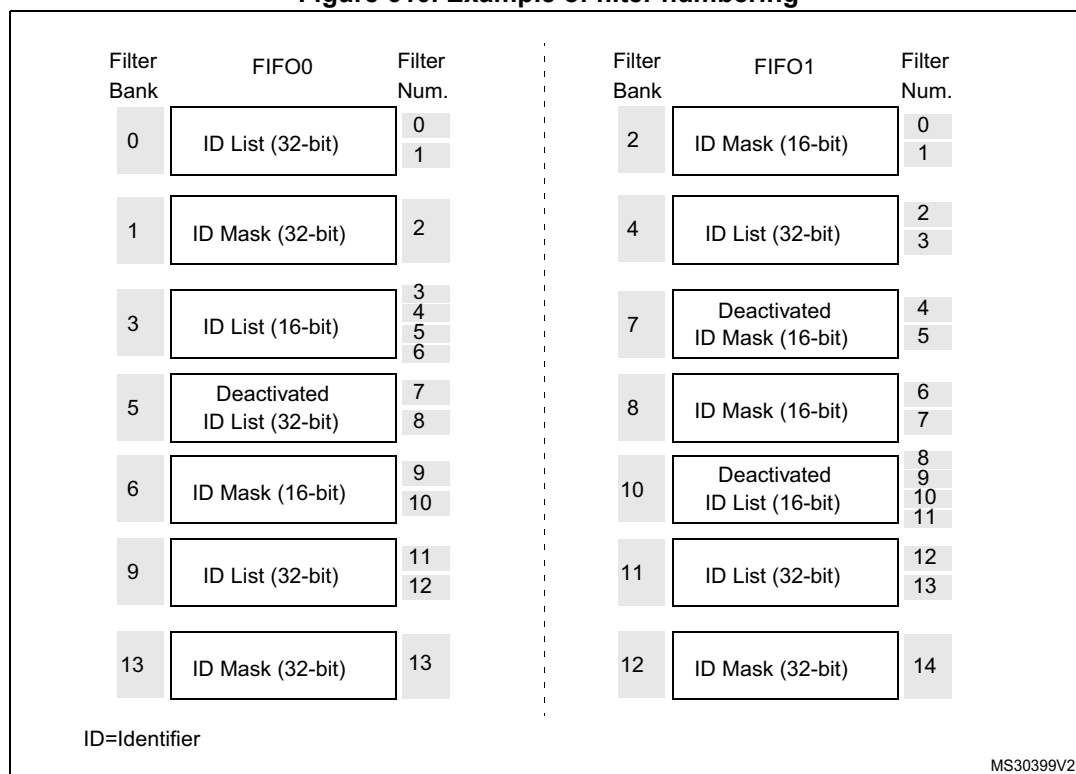 Filter Bank FIFO0 Filter Num.
0 ID List (32-bit) 0 1
1 ID Mask (32-bit) 2
3 ID List (16-bit) 3 4 5 6
5 Deactivated ID List (32-bit) 7 8
6 ID Mask (16-bit) 9 10
9 ID List (32-bit) 11 12
13 ID Mask (32-bit) 13
Filter Bank FIFO1 Filter Num.
2 ID Mask (16-bit) 0 1
4 ID List (32-bit) 2 3
7 Deactivated ID Mask (16-bit) 4 5
8 ID Mask (16-bit) 6 7
10 Deactivated ID List (16-bit) 8 9 10 11
11 ID List (32-bit) 12 13
12 ID Mask (32-bit) 14
ID=Identifier
MS30399V2